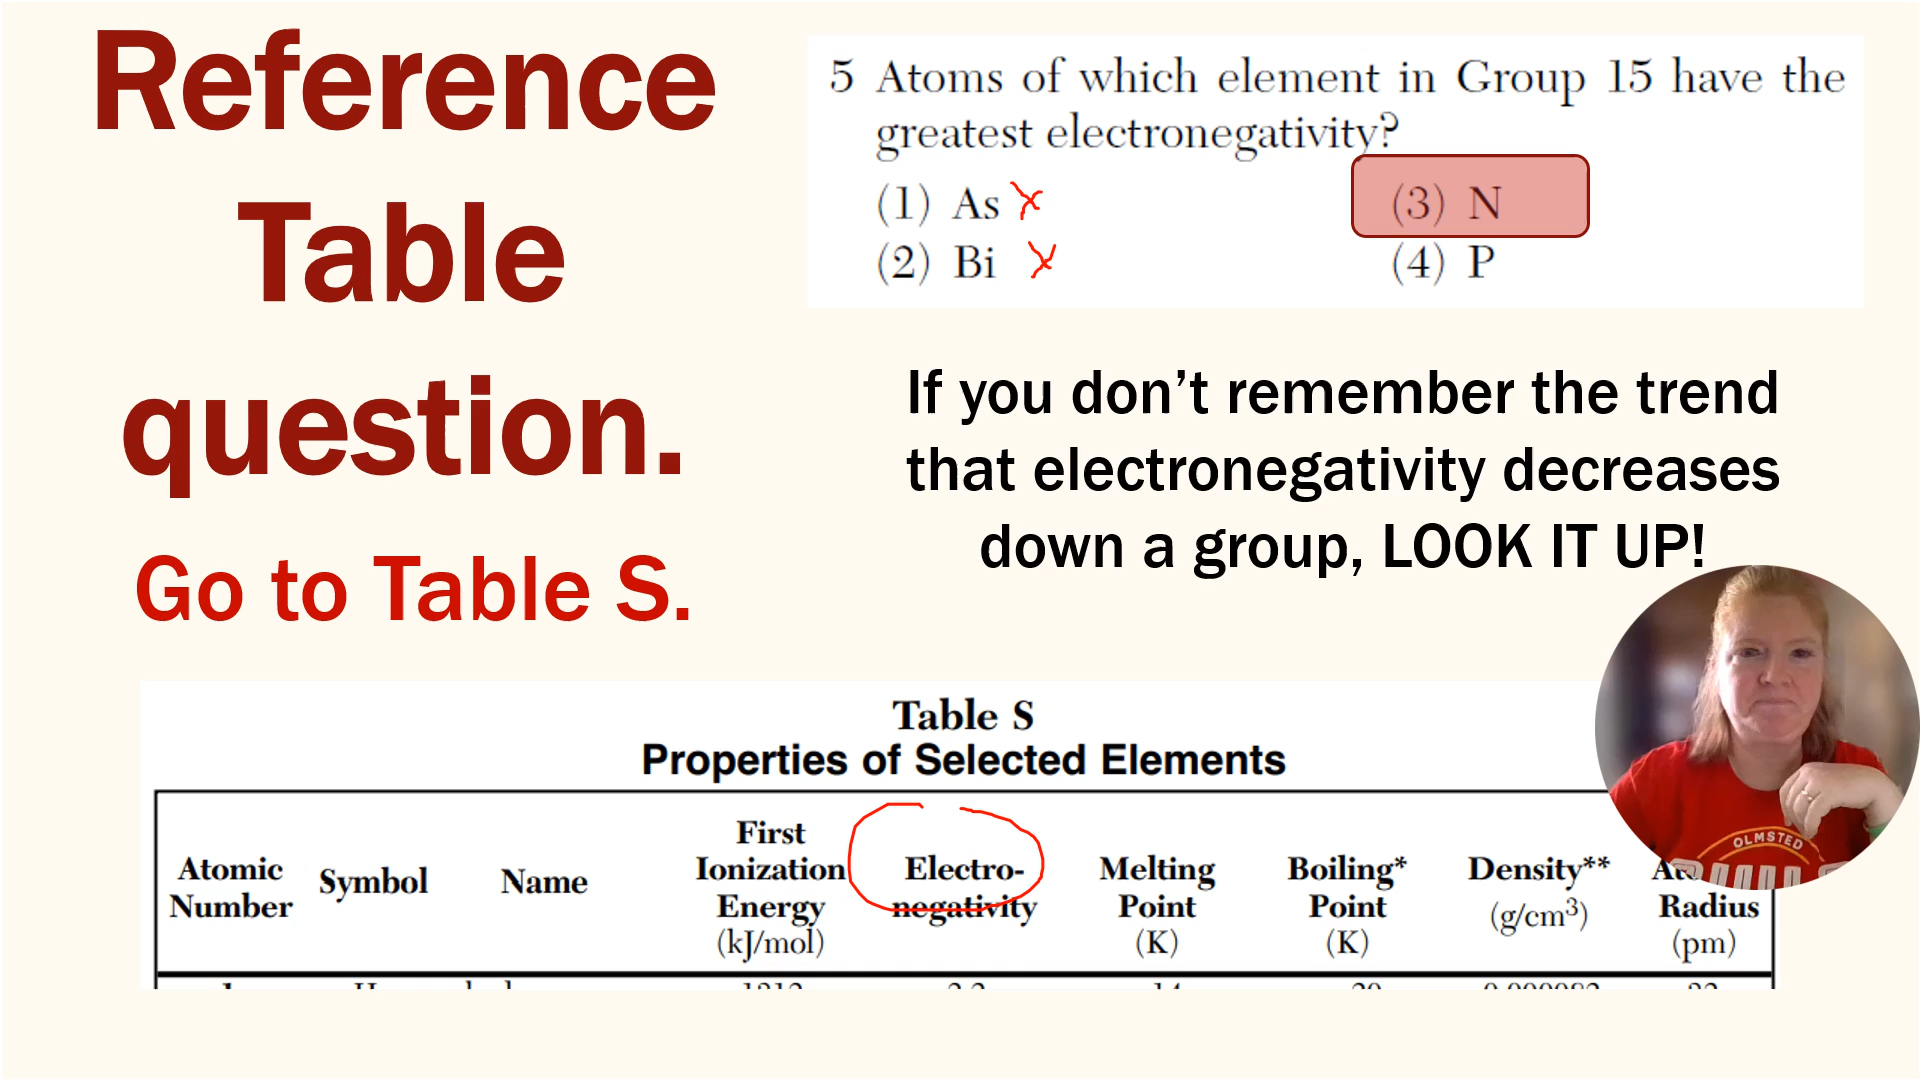 Reference
Table
question.
Go to Table S.
5 Atoms of which element in Group 15 have the
greatest electronegativity?
(1) As
(3) N
(2) Bi
(4) P
If you don’t remember the trend
that electronegativity decreases
down a group, LOOK IT UP!
OLMSTED
Table S
Properties of Selected Elements
Atomic
Number
Symbol
Name
First
Ionization
Energy
(kJ/mol)
Electro-
negativity
Melting
Point
(K)
Boiling*
Point
(K)
Density**
(g/cm³)
Radius
(pm)